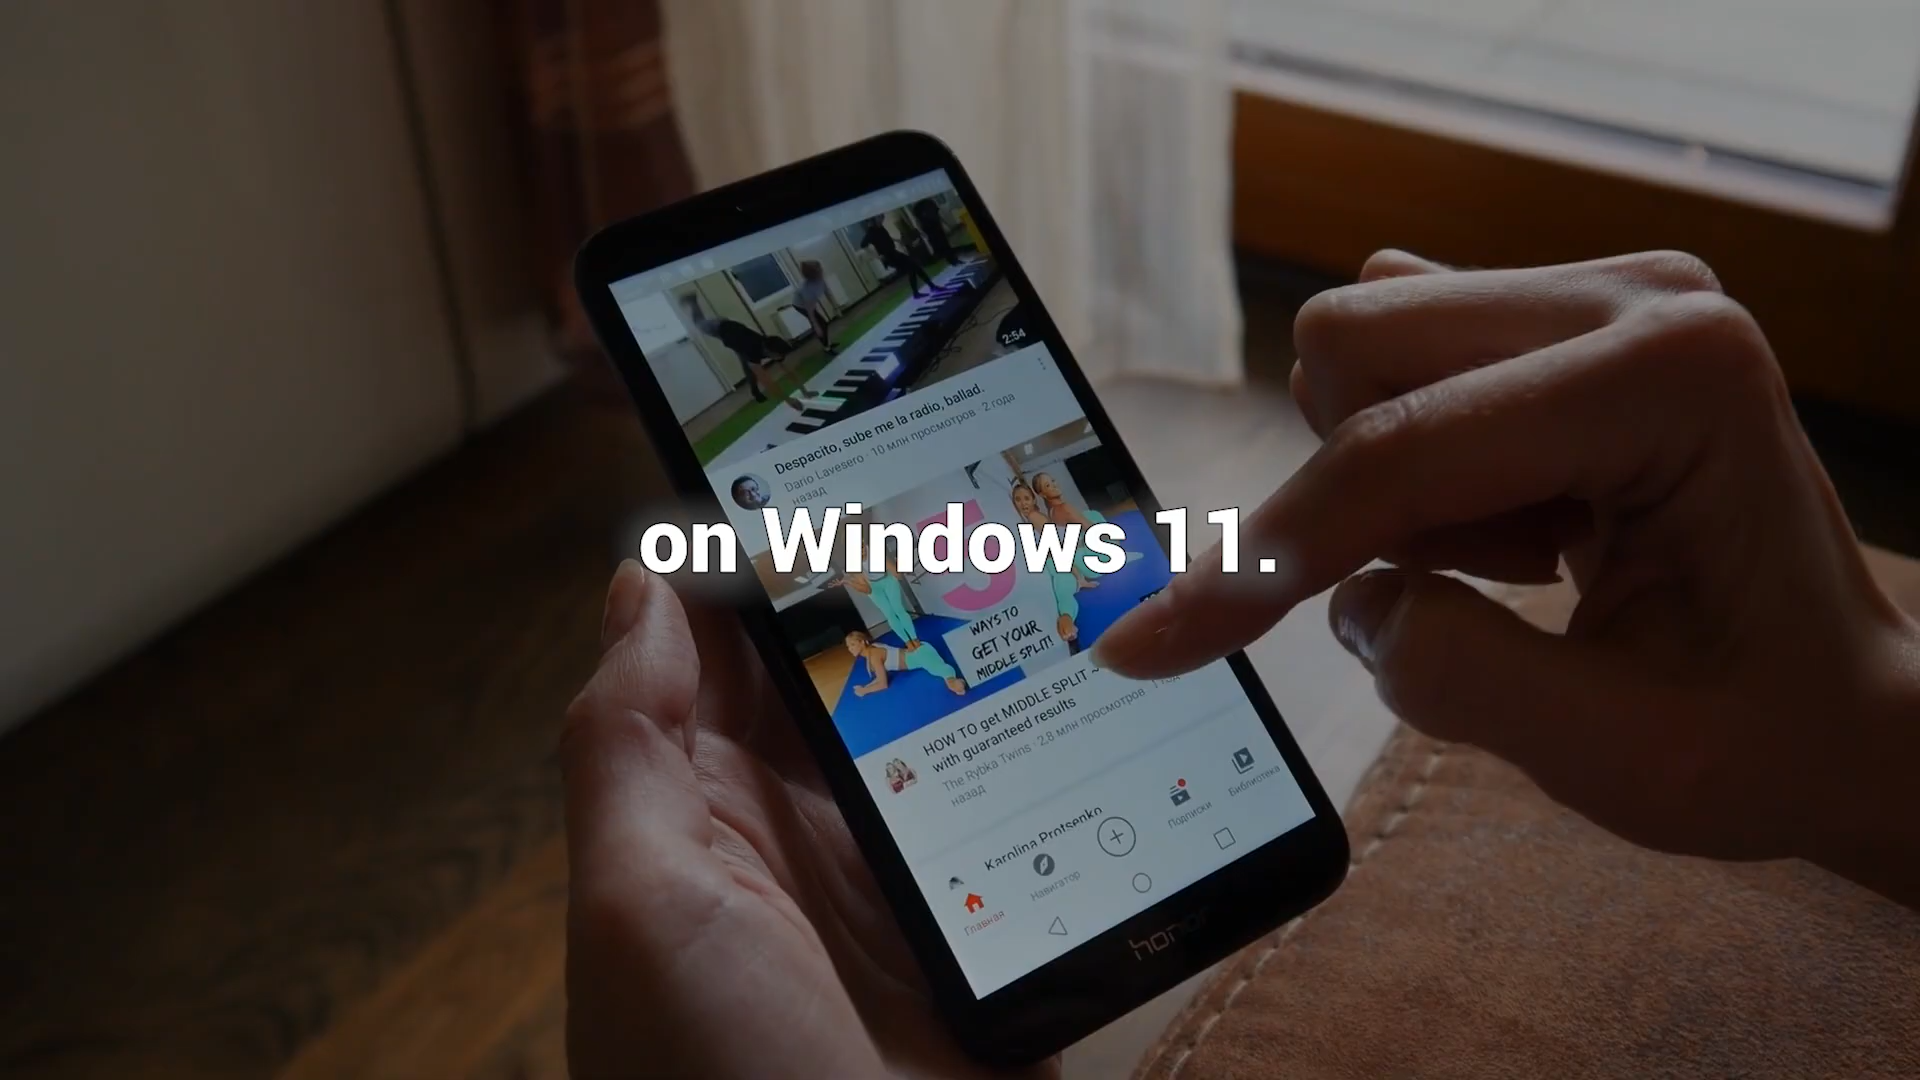 2:54
Despacito, sube me la radio, ballad.
Dario Lavesero · 10 млн просмотров · 2 года
назад
on Windows 11.
5
WAYS TO
GET YOUR
MIDDLE SPLIT!
HOW TO get MIDDLE SPLIT ~
with guaranteed results
The Rybka Twins · 2,8 млн просмотров · 1 год
назад
Karolina Protsenko
Главная
Навигатор
Подписки
Библиотека
honor